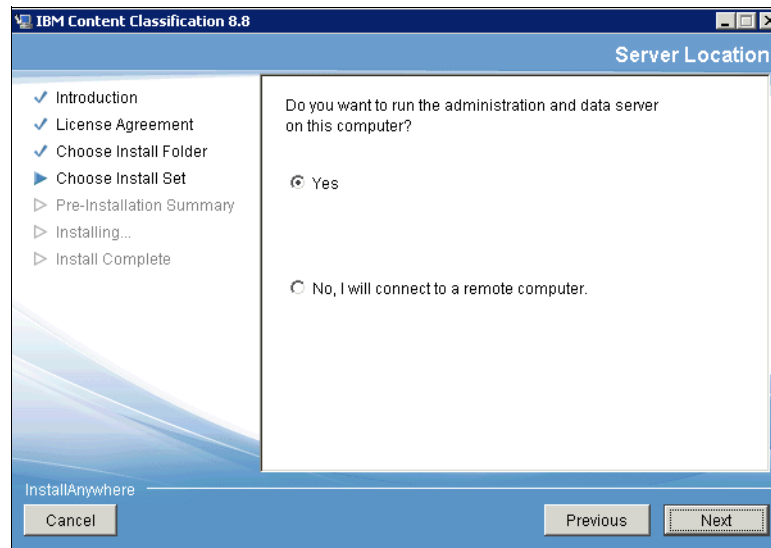 IBM Content Classification 8.8
Server Location
Introduction
License Agreement
Choose Install Folder
Choose Install Set
Pre-Installation Summary
Installing...
Install Complete
Do you want to run the administration and data server
on this computer?
Yes
No, I will connect to a remote computer.
InstallAnywhere
Cancel
Previous
Next